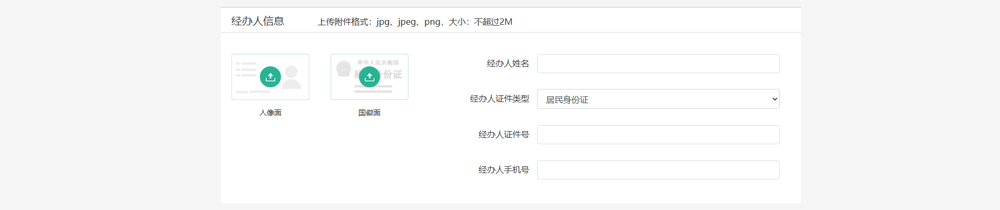 经办人信息 上传附件格式：jpg、jpeg、png，大小：不超过2M
中华人民共和国
居 身份证
人像面 国徽面
经办人姓名
经办人证件类型 居民身份证
经办人证件号
经办人手机号